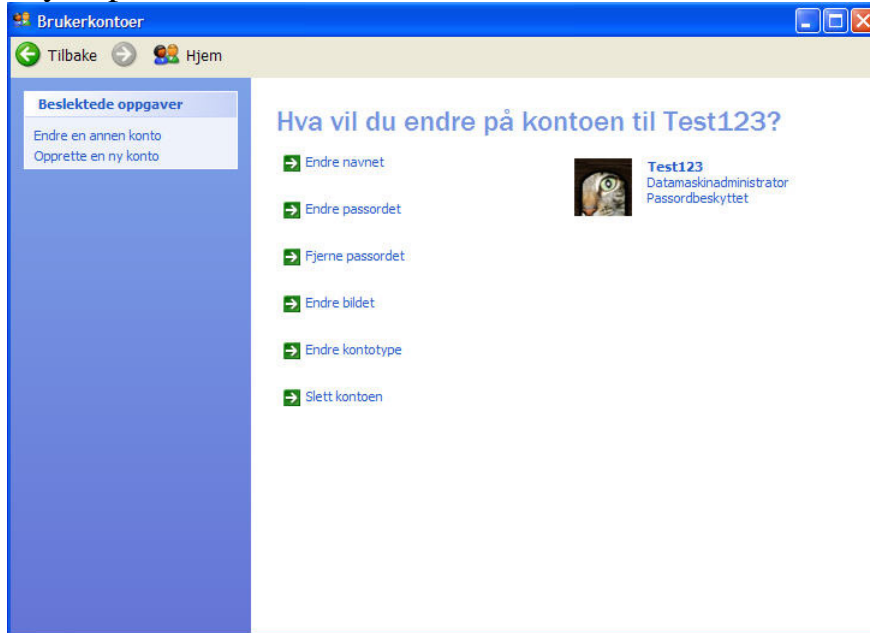 Brukerkontoer
Tilbake Hjem
Beslektede oppgaver
Endre en annen konto
Opprette en ny konto
Hva vil du endre på kontoen til Test123?
Endre navnet
Endre passordet
Fjerne passordet
Endre bildet
Endre kontotype
Slett kontoen
Test123
Datamaskinadministrator
Passordbeskyttet